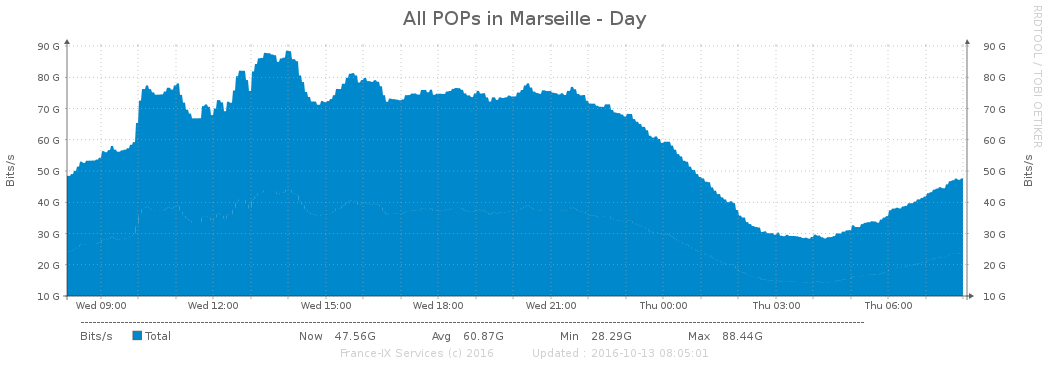 All POPs in Marseille - Day
RRDTOOL / TOBI OETIKER
Bits/s
90 G
80 G
70 G
60 G
50 G
40 G
30 G
20 G
10 G
90 G
80 G
70 G
60 G
50 G
40 G
30 G
20 G
10 G
Bits/s
Wed 09:00 Wed 12:00 Wed 15:00 Wed 18:00 Wed 21:00 Thu 00:00 Thu 03:00 Thu 06:00
Bits/s Total Now 47.56G Avg 60.87G Min 28.29G Max 88.44G
France-IX Services (c) 2016 Updated : 2016-10-13 08:05:01